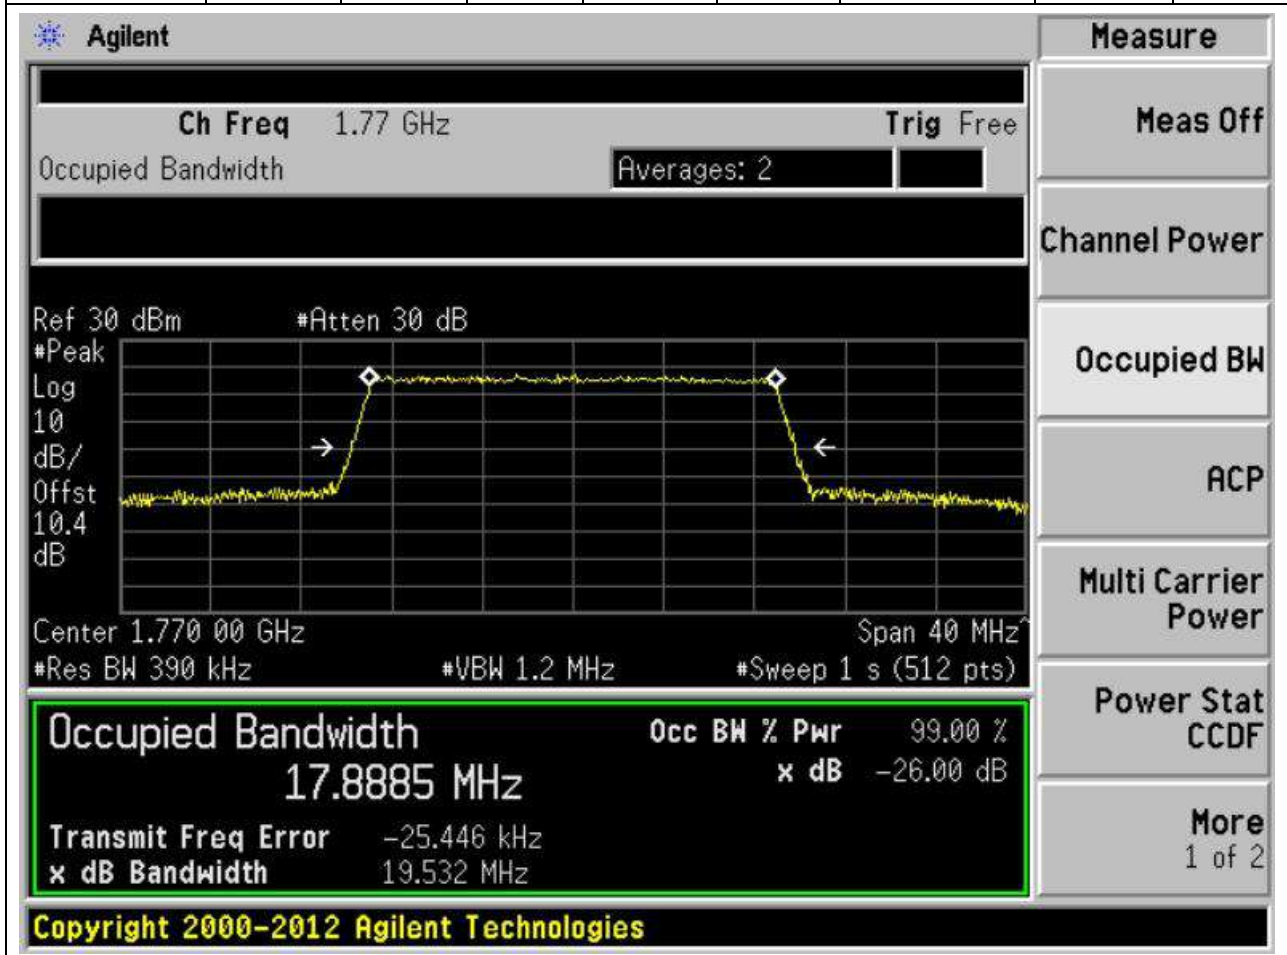 Agilent
Measure
Ch Freq 1.77 GHz Trig Free
Meas Off
Occupied Bandwidth Averages: 2
Channel Power
Ref 30 dBm #Atten 30 dB
#Peak
Log
10
dB/
Offst
10.4
dB
Occupied BW
ACP
Center 1.770 00 GHz Span 40 MHz^
#Res BW 390 kHz #VBW 1.2 MHz #Sweep 1 s (512 pts)
Multi Carrier
Power
Occupied Bandwidth Occ BW % Pwr 99.00 %
17.8885 MHz x dB -26.00 dB
Transmit Freq Error -25.446 kHz
x dB Bandwidth 19.532 MHz
Power Stat
CCDF
More
1 of 2
Copyright 2000-2012 Agilent Technologies